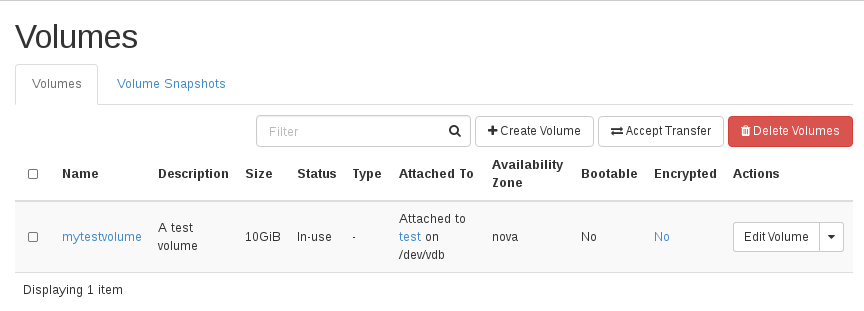 Volumes
Volumes Volume Snapshots
Filter Create Volume Accept Transfer Delete Volumes
Name Description Size Status Type Attached To Availability Zone Bootable Encrypted Actions
mytestvolume A test volume 10GiB In-use - Attached to test on /dev/vdb nova No No Edit Volume
Displaying 1 item